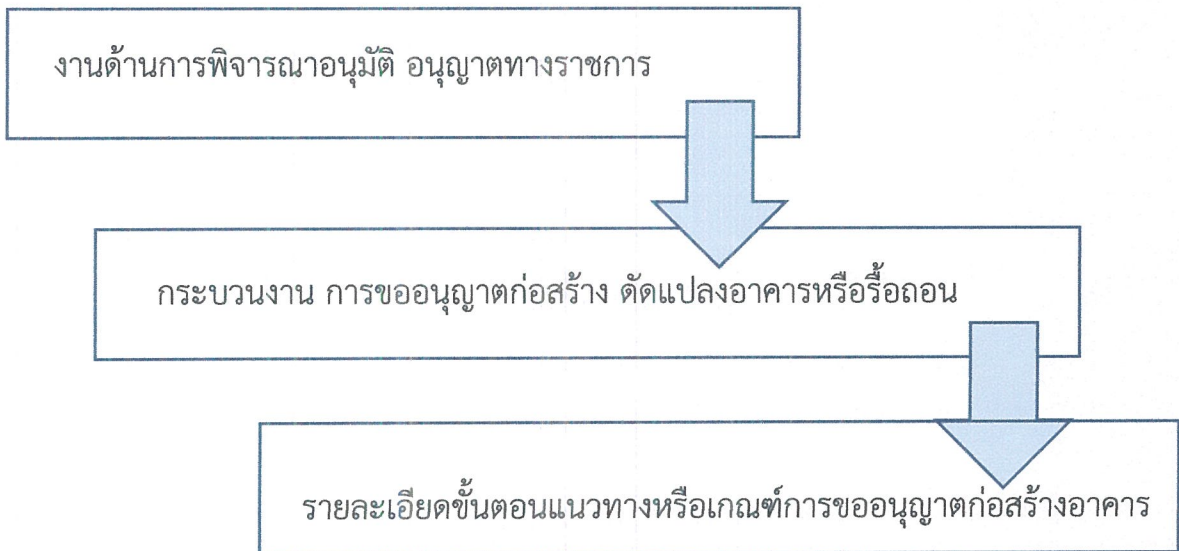 งานด้านการพิจารณาอนุมัติ อนุญาตทางราชการ
กระบวนงาน การขออนุญาตก่อสร้าง ดัดแปลงอาคารหรือรื้อถอน
รายละเอียดขั้นตอนแนวทางหรือเกณฑ์การขออนุญาตก่อสร้างอาคาร